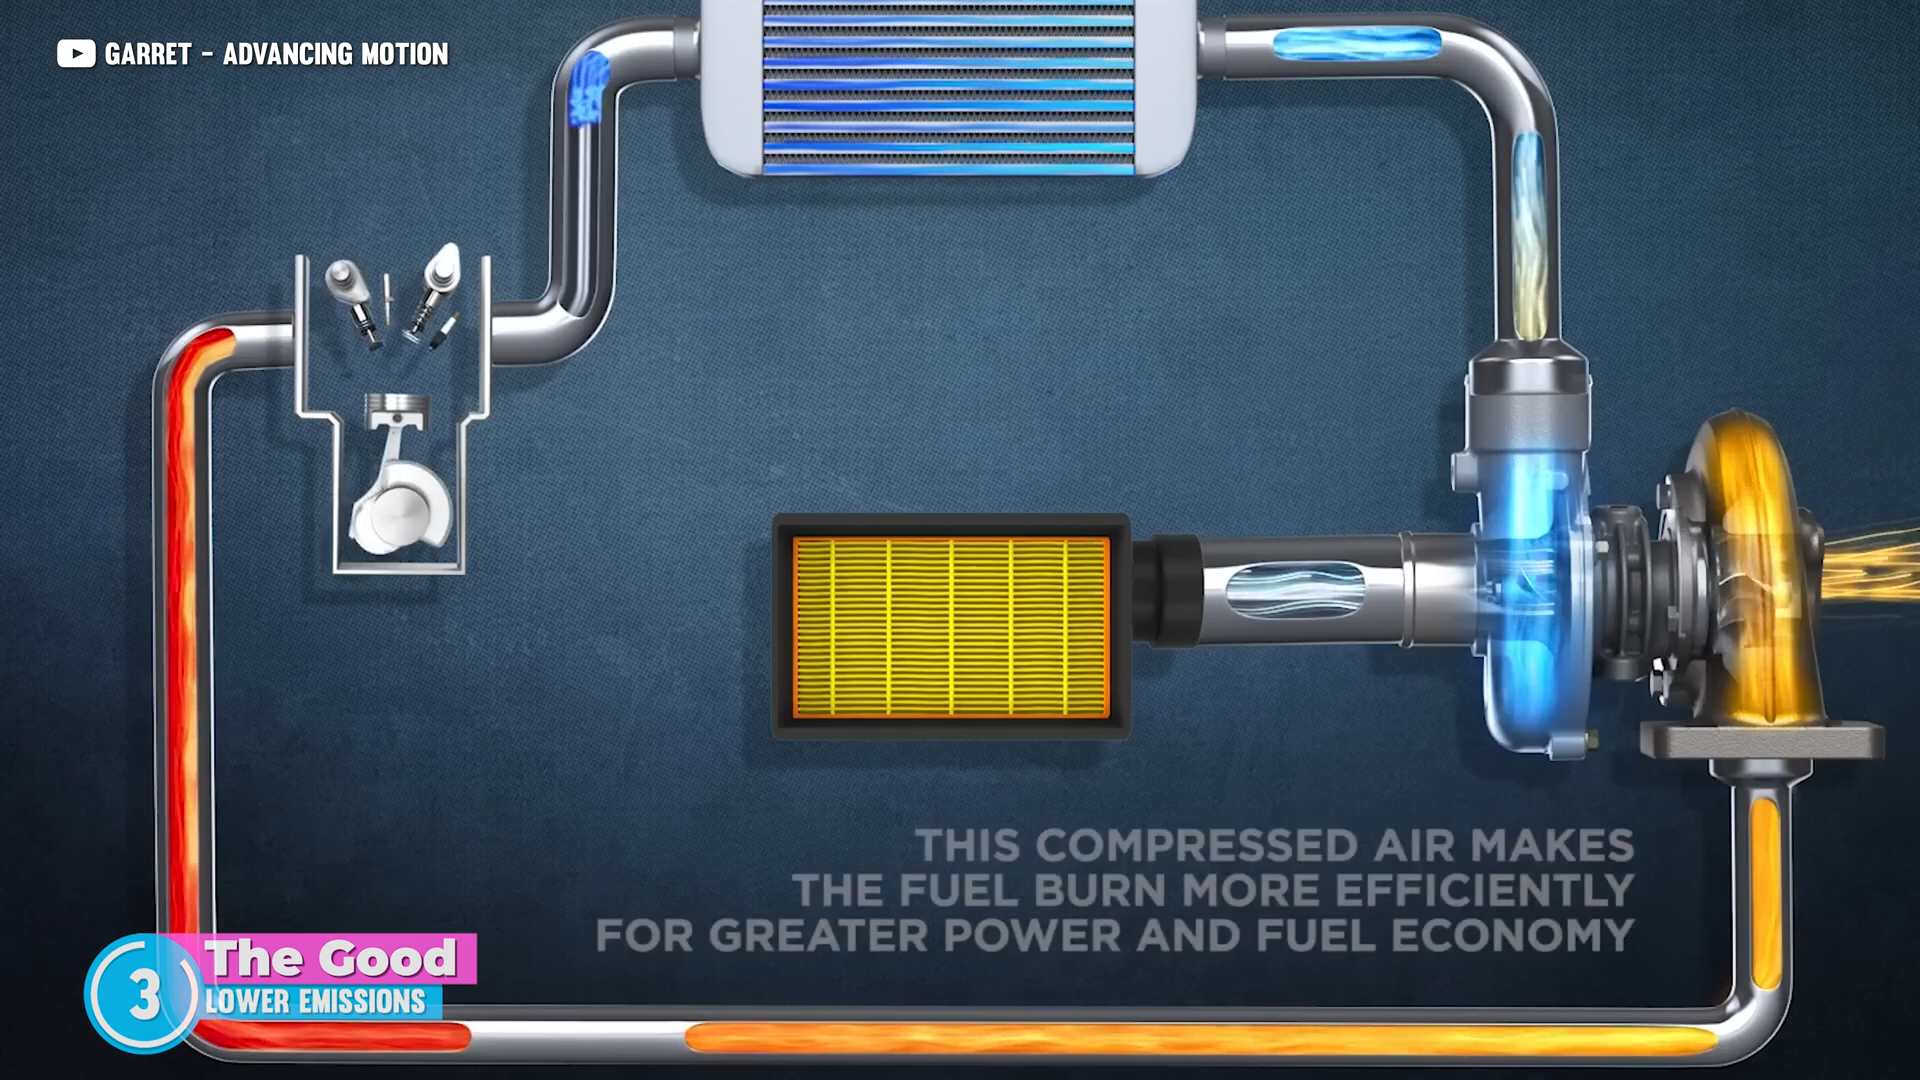 GARRET - ADVANCING MOTION
THIS COMPRESSED AIR MAKES
THE FUEL BURN MORE EFFICIENTLY
FOR GREATER POWER AND FUEL ECONOMY
3
The Good
LOWER EMISSIONS